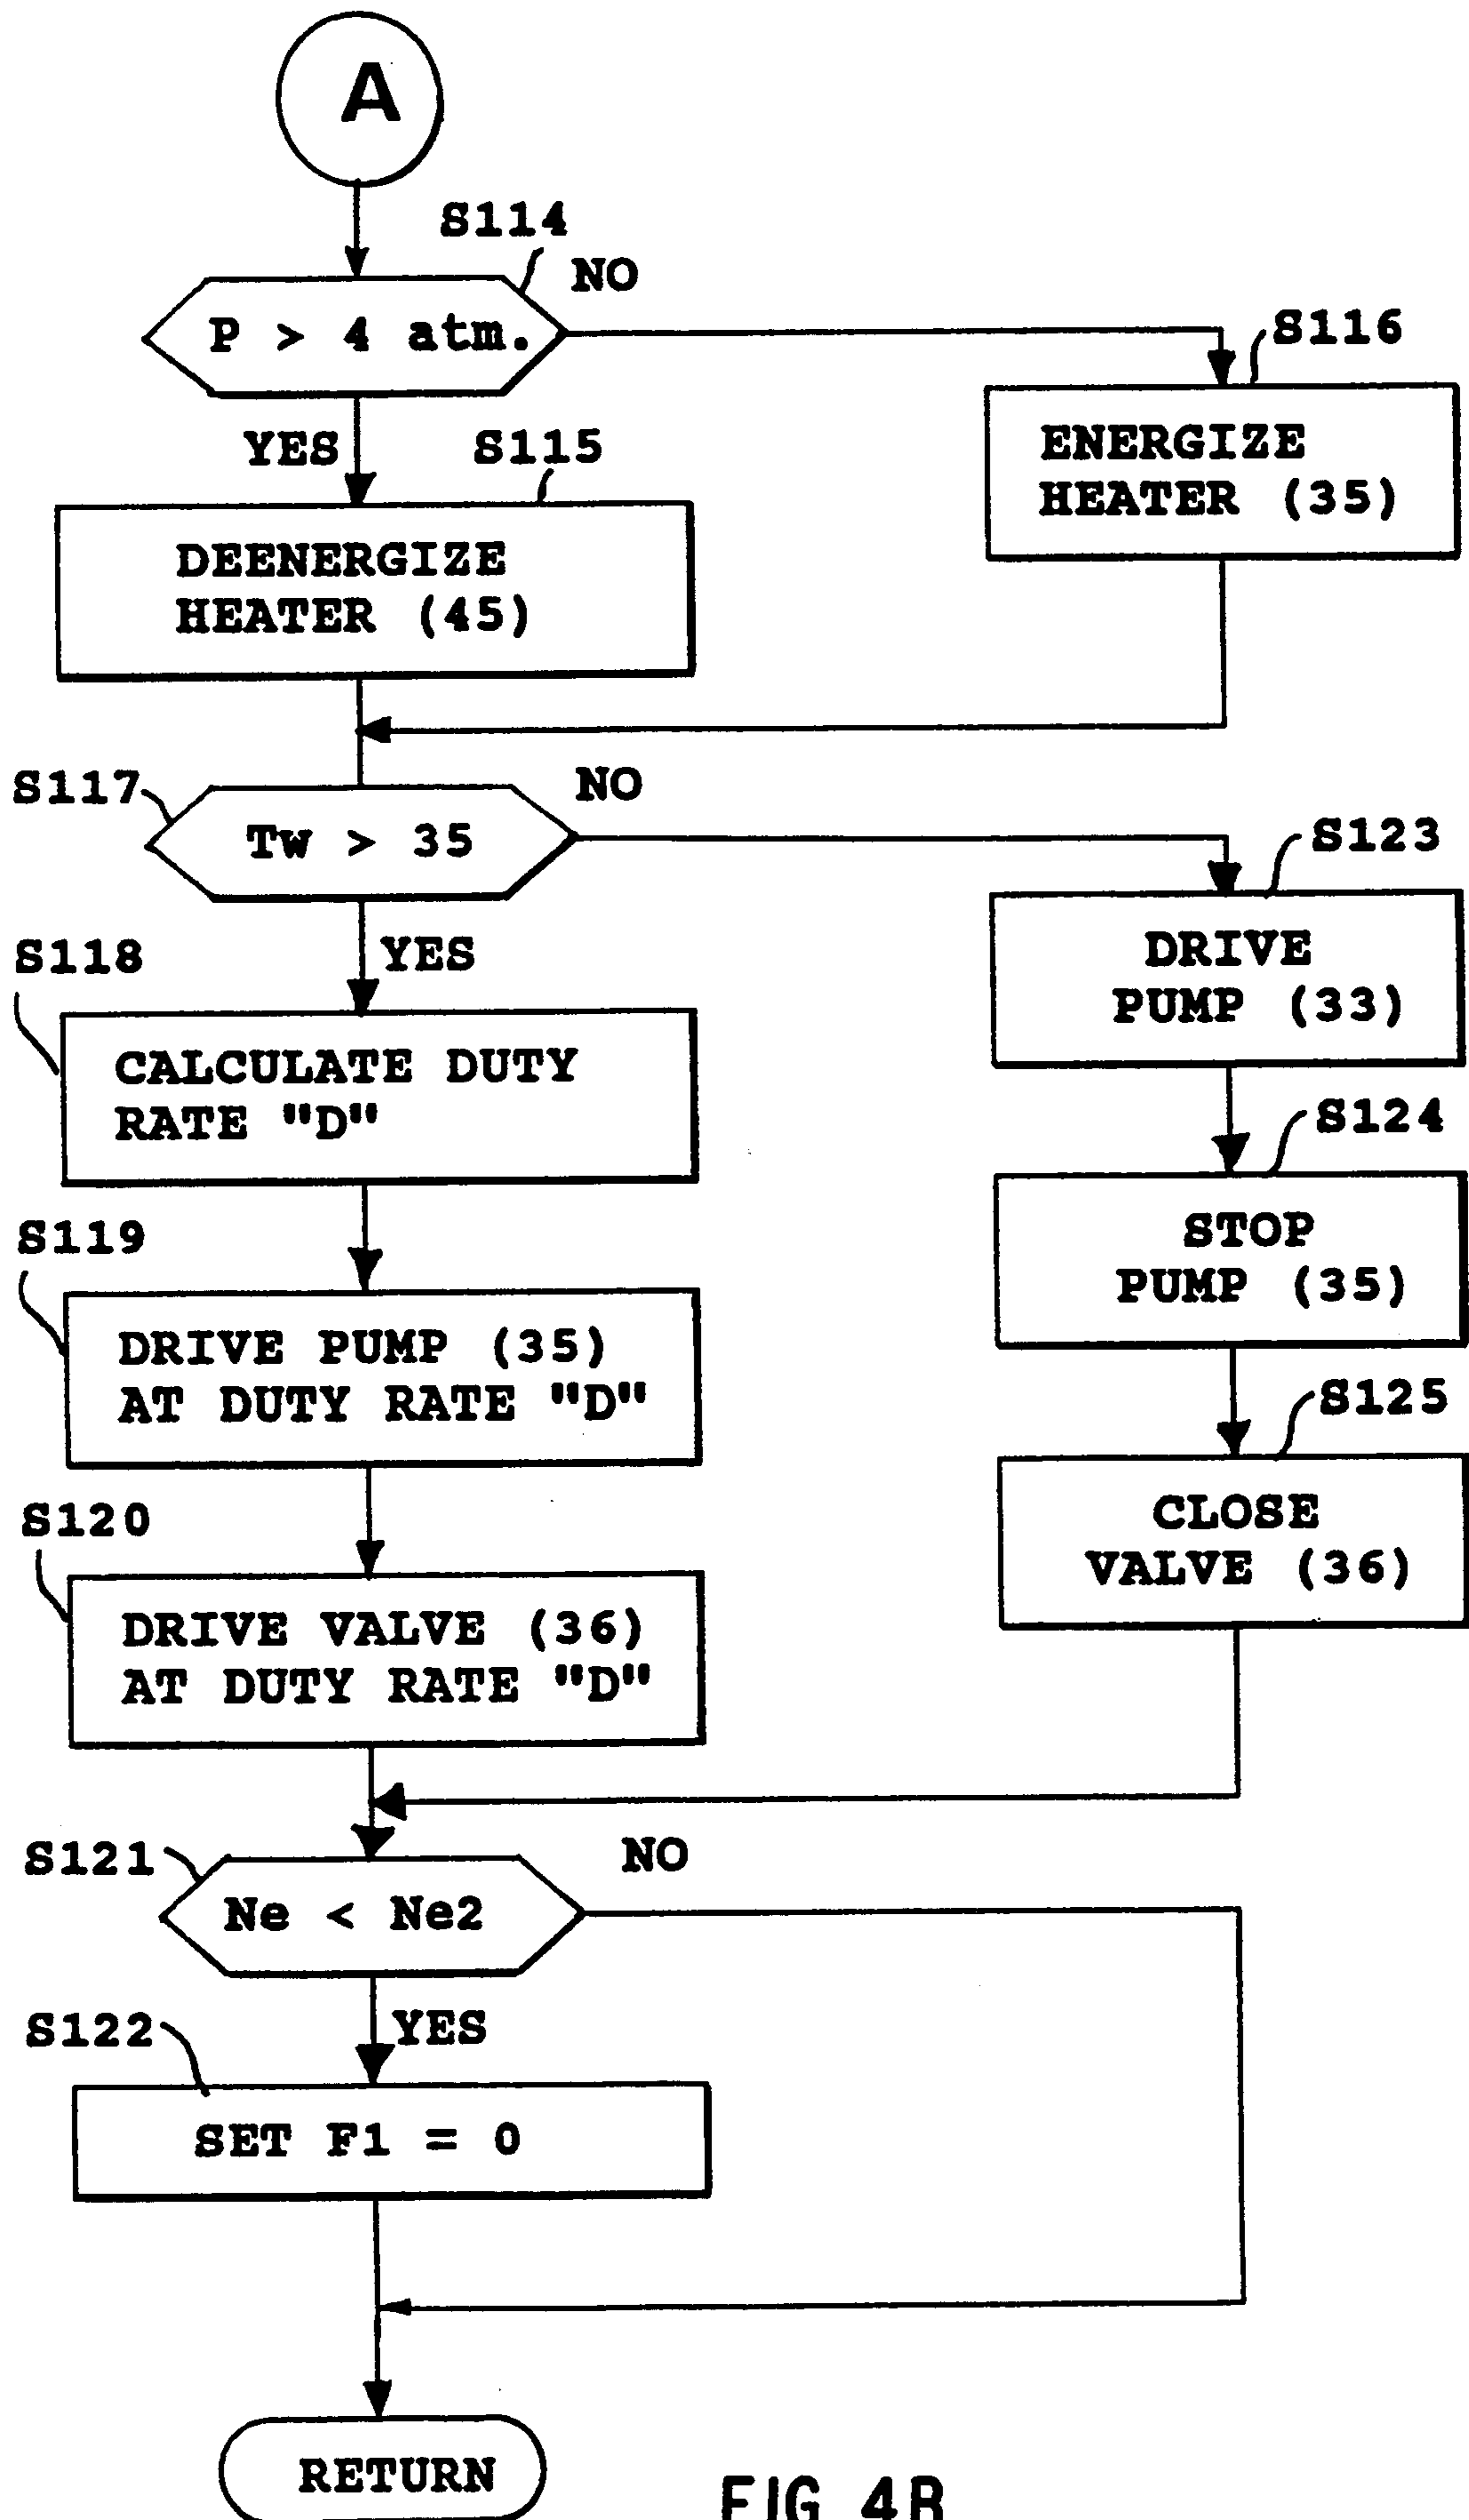 A
S114
NO
P > 4 atm.
S116
YES
S115
ENERGIZE
HEATER (35)
DEENERGIZE
HEATER (45)
S117
NO
Tw > 35
S123
S118
YES
DRIVE
PUMP (33)
CALCULATE DUTY
RATE "D"
S124
S119
STOP
PUMP (35)
DRIVE PUMP (35)
AT DUTY RATE "D"
S125
S120
CLOSE
VALVE (36)
DRIVE VALVE (36)
AT DUTY RATE "D"
S121
NO
Ne < Ne2
S122
YES
SET F1 = 0
RETURN
FIG 4B